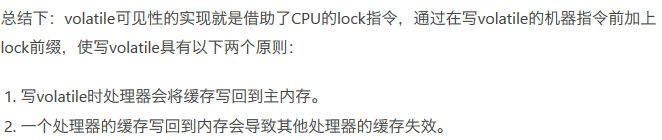 总结下：volatile可见性的实现就是借助了CPU的lock指令，通过在写volatile的机器指令前加上
lock前缀，使写volatile具有以下两个原则：
1. 写volatile时处理器会将缓存写回到主内存。
2. 一个处理器的缓存写回到内存会导致其他处理器的缓存失效。